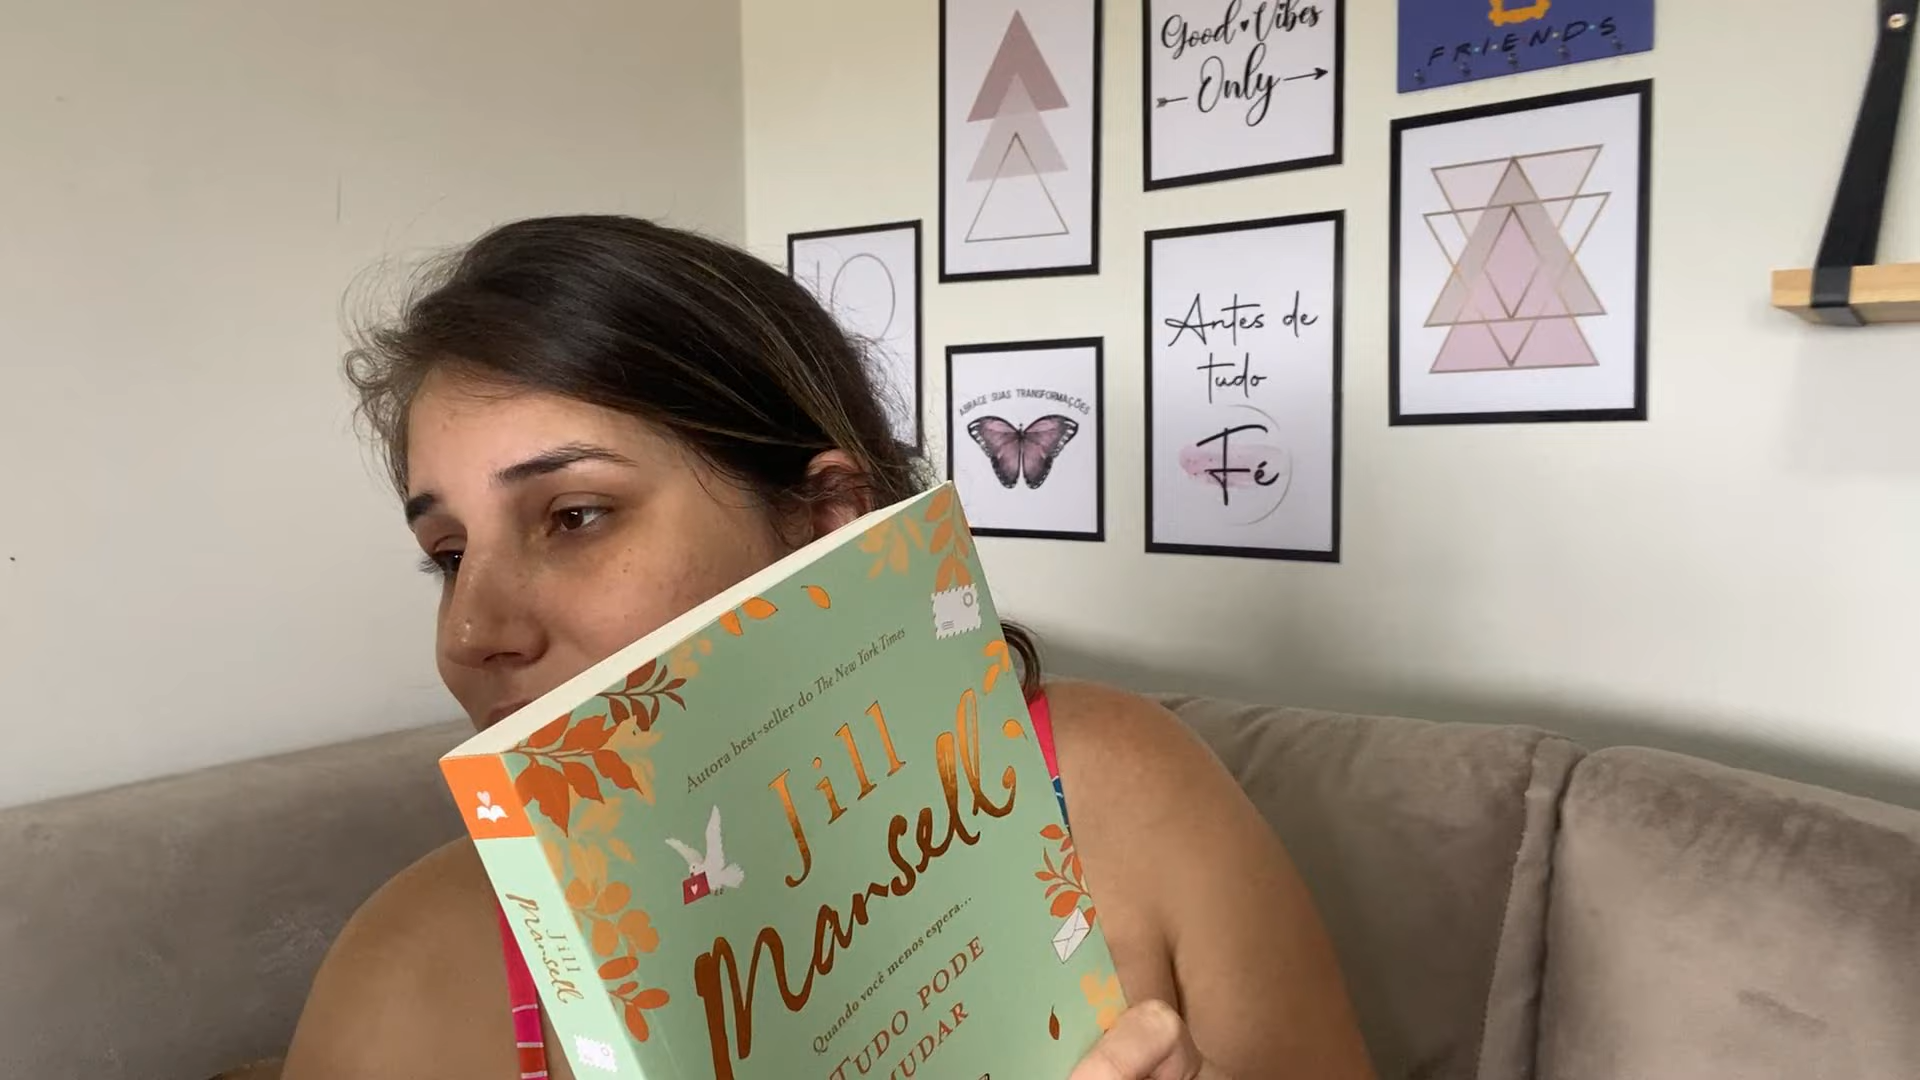 Good Vibes
Only
F·R·I·E·N·D·S
Antes de
tudo
Fé
ABRACE SUAS TRANSFORMAÇÕES
Autora best-seller do The New York Times
Jill
Mansell
Quando você menos espera...
TUDO PODE
MUDAR
Jill
Mansell